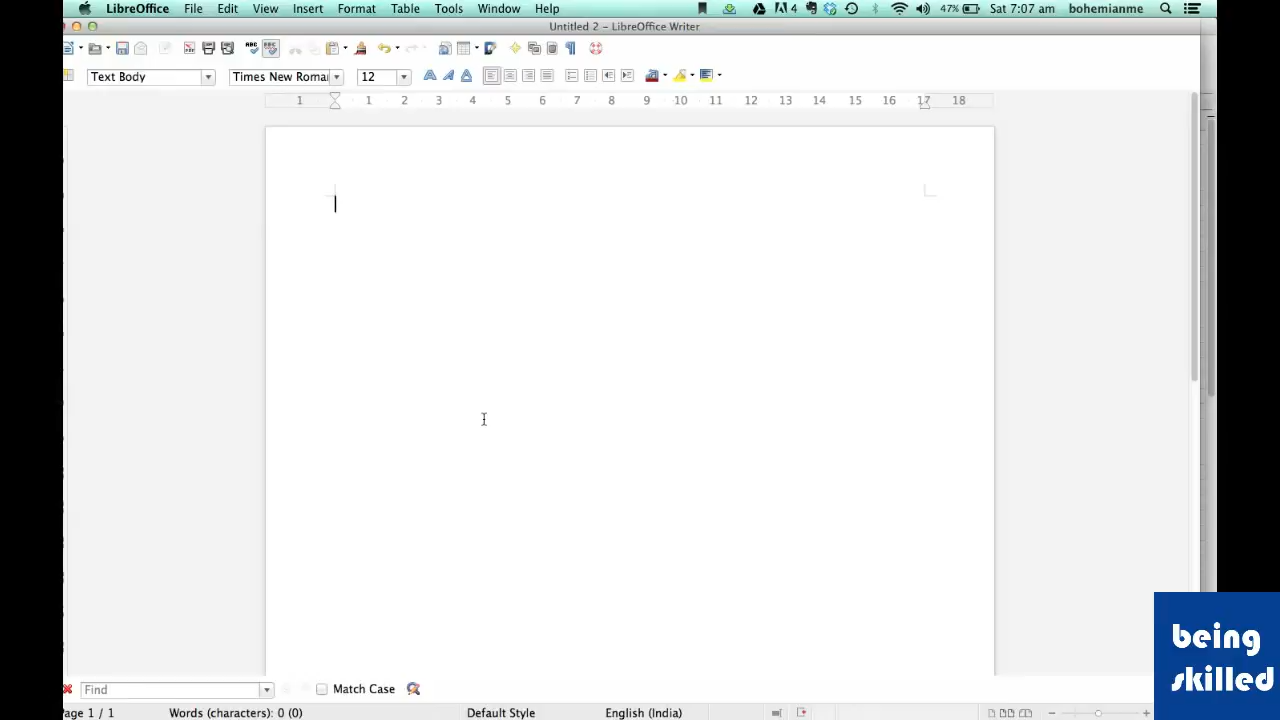 LibreOffice File Edit View Insert Format Table Tools Window Help 4 47% Sat 7:07 am bohemianme
Untitled 2 – LibreOffice Writer
Text Body Times New Roma 12
1 1 2 3 4 5 6 7 8 9 10 11 12 13 14 15 16 17 18
Find Match Case
age 1 / 1 Words (characters): 0 (0) Default Style English (India)
being
skilled